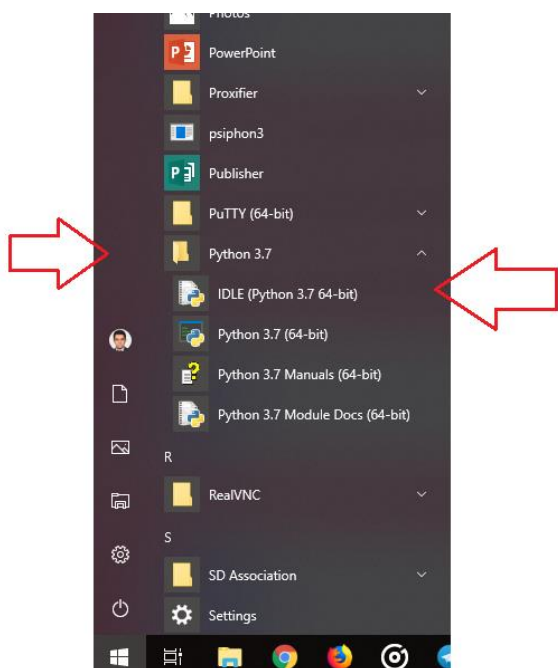 Photos
PowerPoint
Proxifier
psiphon3
Publisher
PuTTY (64-bit)
Python 3.7
IDLE (Python 3.7 64-bit)
Python 3.7 (64-bit)
Python 3.7 Manuals (64-bit)
Python 3.7 Module Docs (64-bit)
R
RealVNC
S
SD Association
Settings